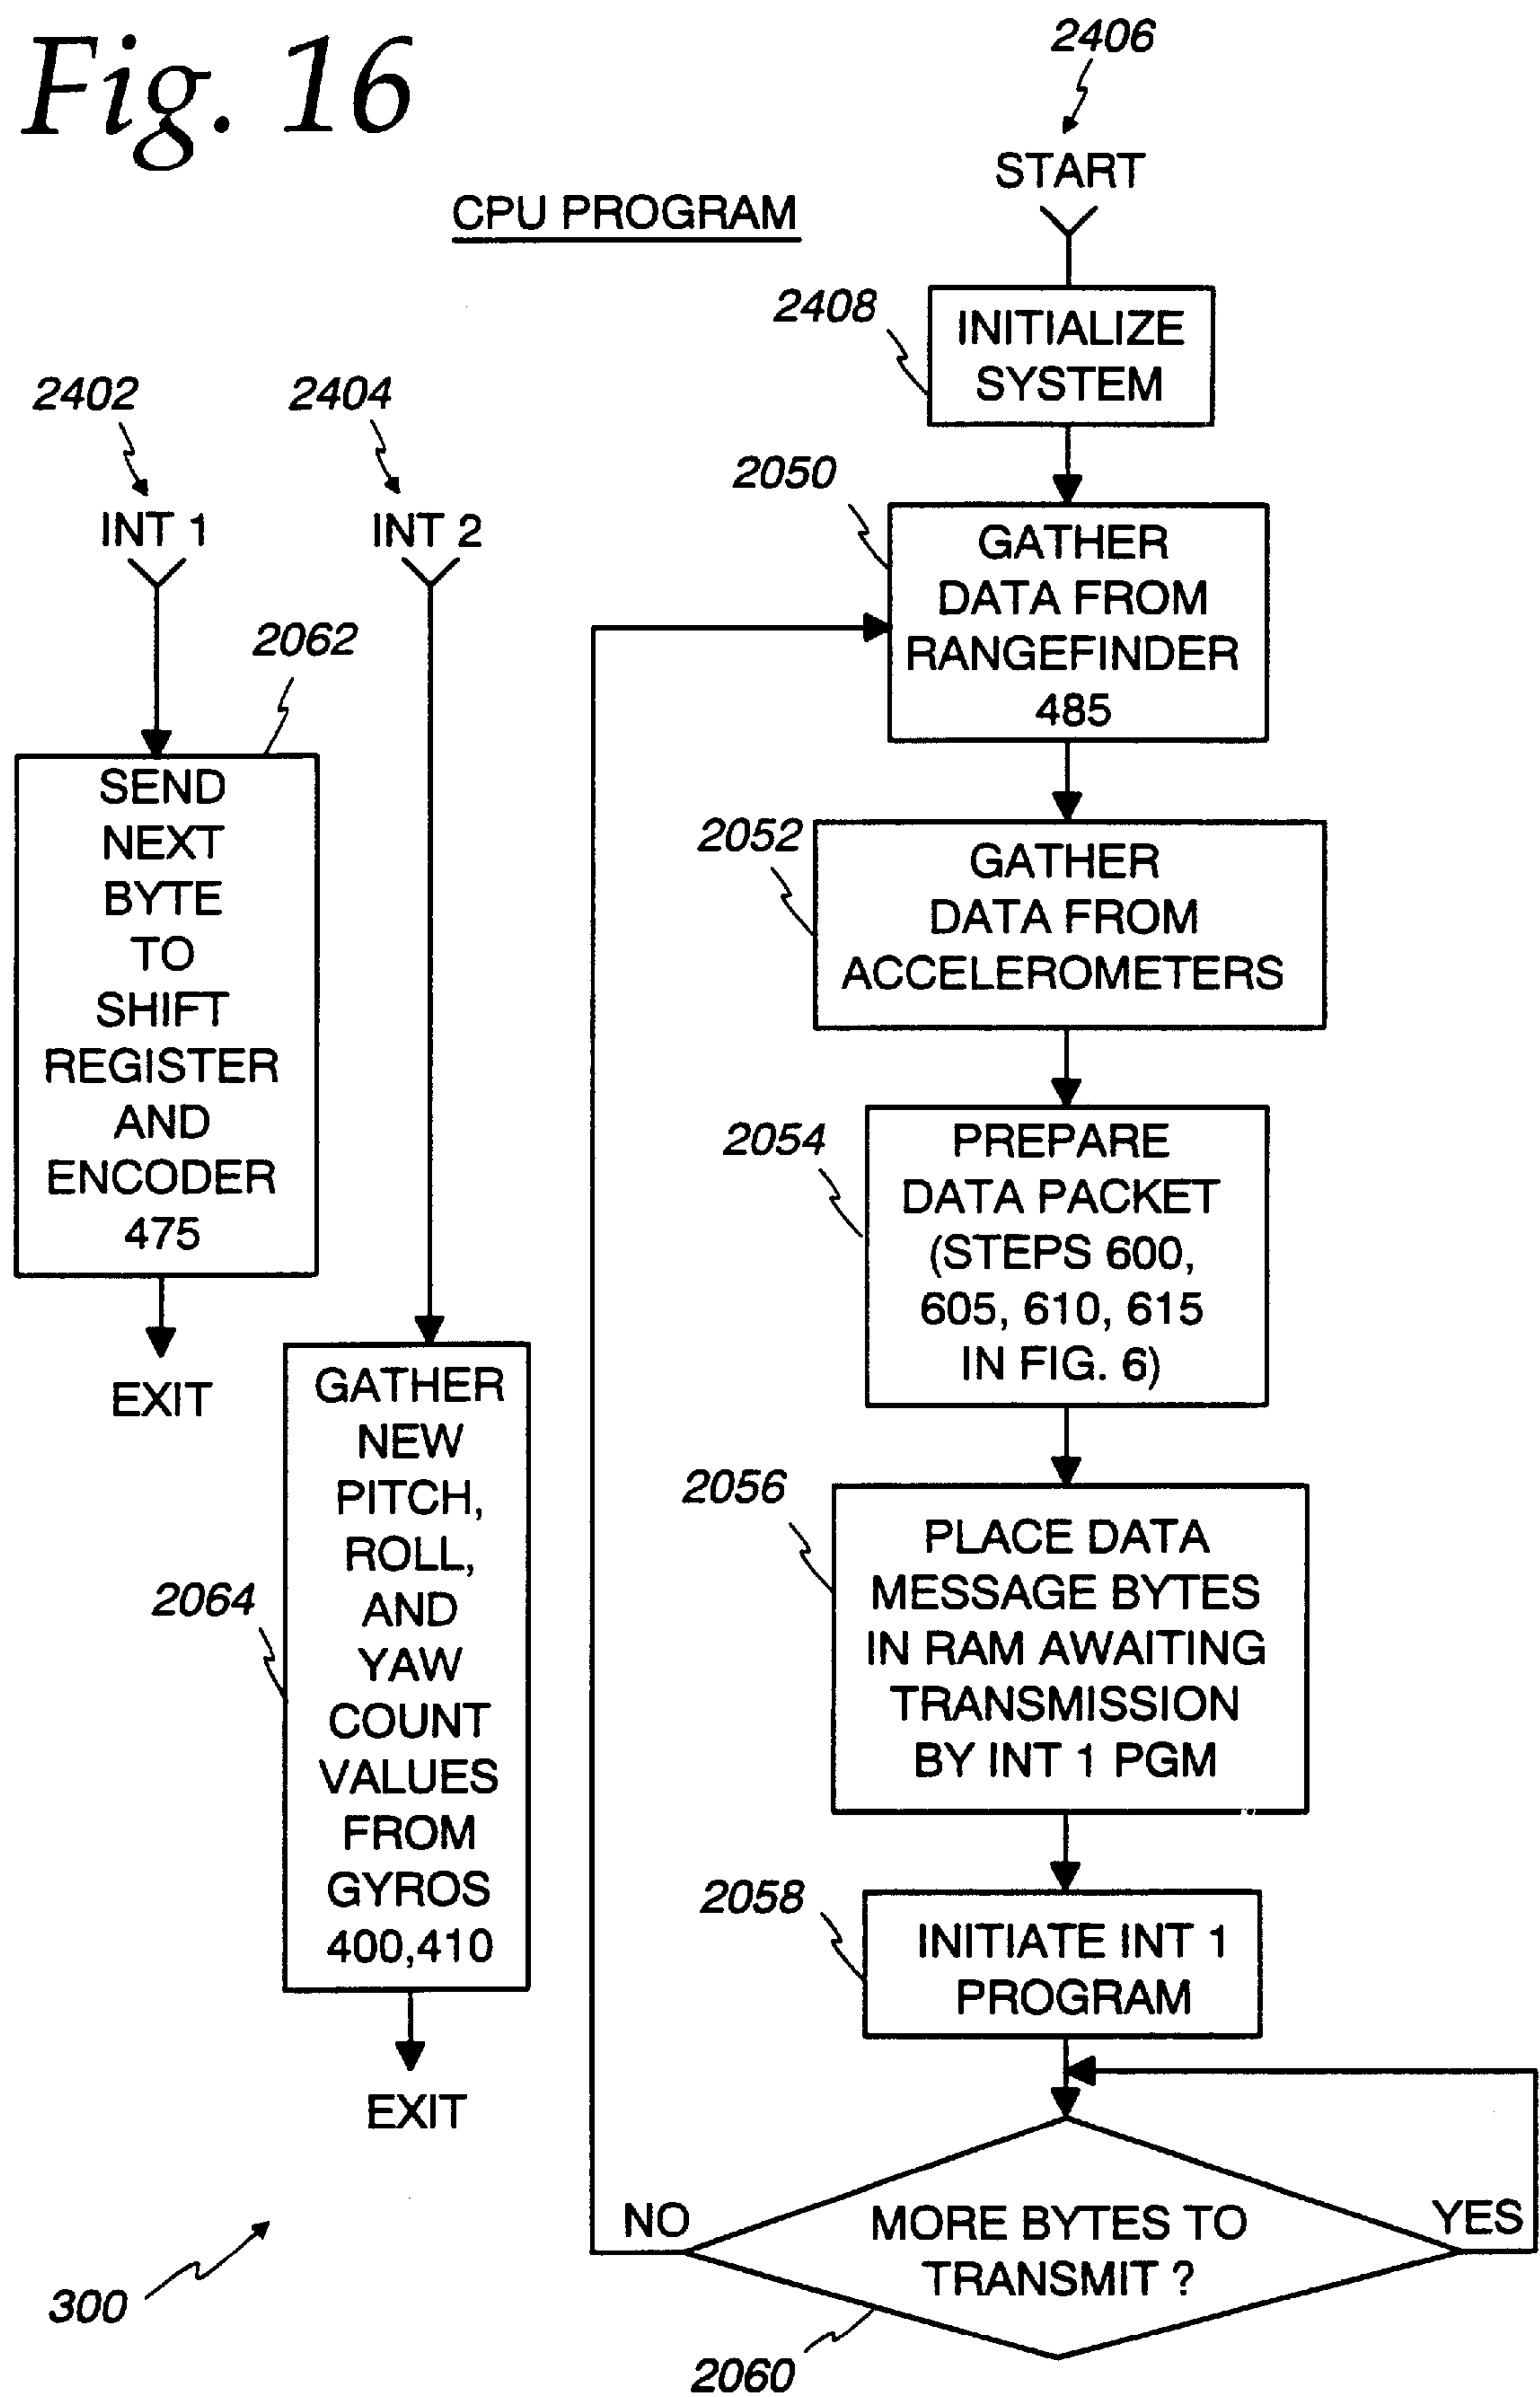 Fig. 16
CPU PROGRAM
2406
START
2408
INITIALIZE
SYSTEM
2050
GATHER
DATA FROM
RANGEFINDER
485
2052
GATHER
DATA FROM
ACCELEROMETERS
2054
PREPARE
DATA PACKET
(STEPS 600,
605, 610, 615
IN FIG. 6)
2056
PLACE DATA
MESSAGE BYTES
IN RAM AWAITING
TRANSMISSION
BY INT 1 PGM
2058
INITIATE INT 1
PROGRAM
NO
MORE BYTES TO
TRANSMIT ?
YES
2060
2402
INT 1
2062
SEND
NEXT
BYTE
TO
SHIFT
REGISTER
AND
ENCODER
475
EXIT
2404
INT 2
2064
GATHER
NEW
PITCH,
ROLL,
AND
YAW
COUNT
VALUES
FROM
GYROS
400,410
EXIT
300